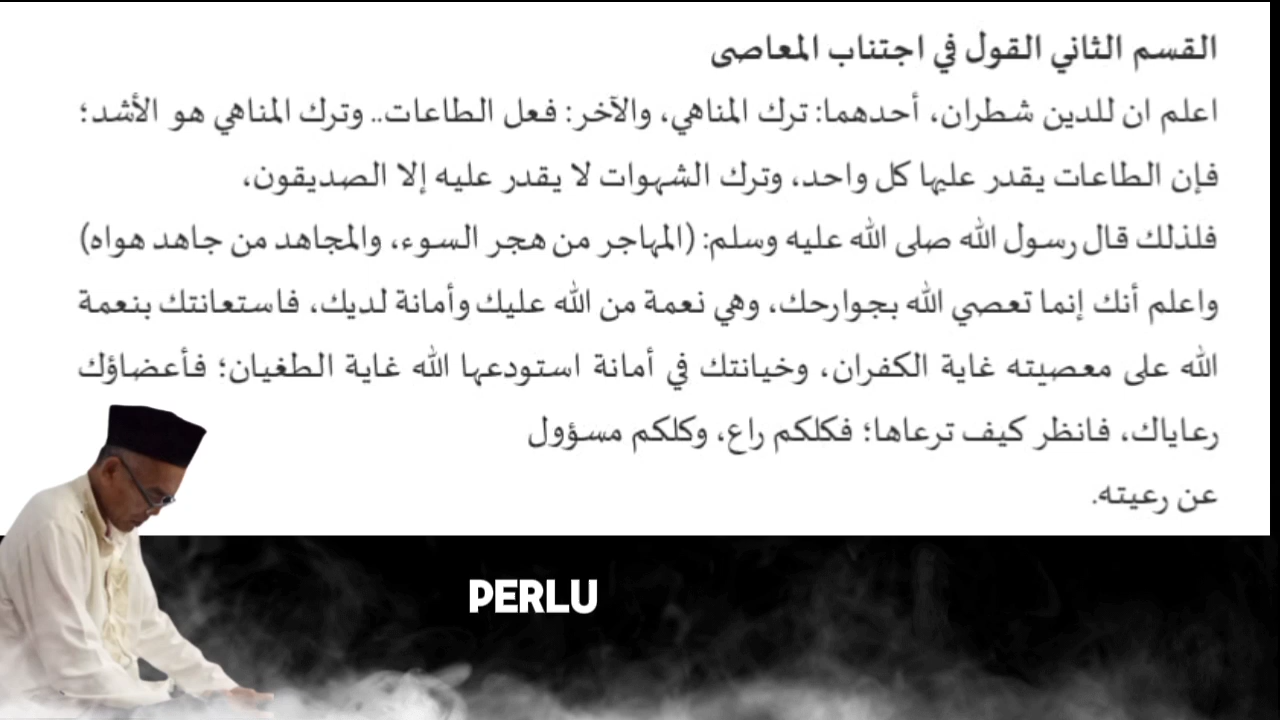 القسم الثاني القول في اجتناب المعاصى
اعلم ان للدين شطران، أحدهما: ترك المناهي، والآخر: فعل الطاعات.. وترك المناهي هو الأشد؛
فإن الطاعات يقدر عليها كل واحد، وترك الشهوات لا يقدر عليه إلا الصديقون،
فلذلك قال رسول الله صلى الله عليه وسلم: (المهاجر من هجر السوء، والمجاهد من جاهد هواه)
واعلم أنك إنما تعصي الله بجوارحك، وهي نعمة من الله عليك وأمانة لديك، فاستعانتك بنعمة
الله على معصيته غاية الكفران، وخيانتك في أمانة استودعها الله غاية الطغيان؛ فأعضاؤك
رعاياك، فانظر كيف ترعاها؛ فكلكم راع، وكلكم مسؤول
عن رعيته.
PERLU